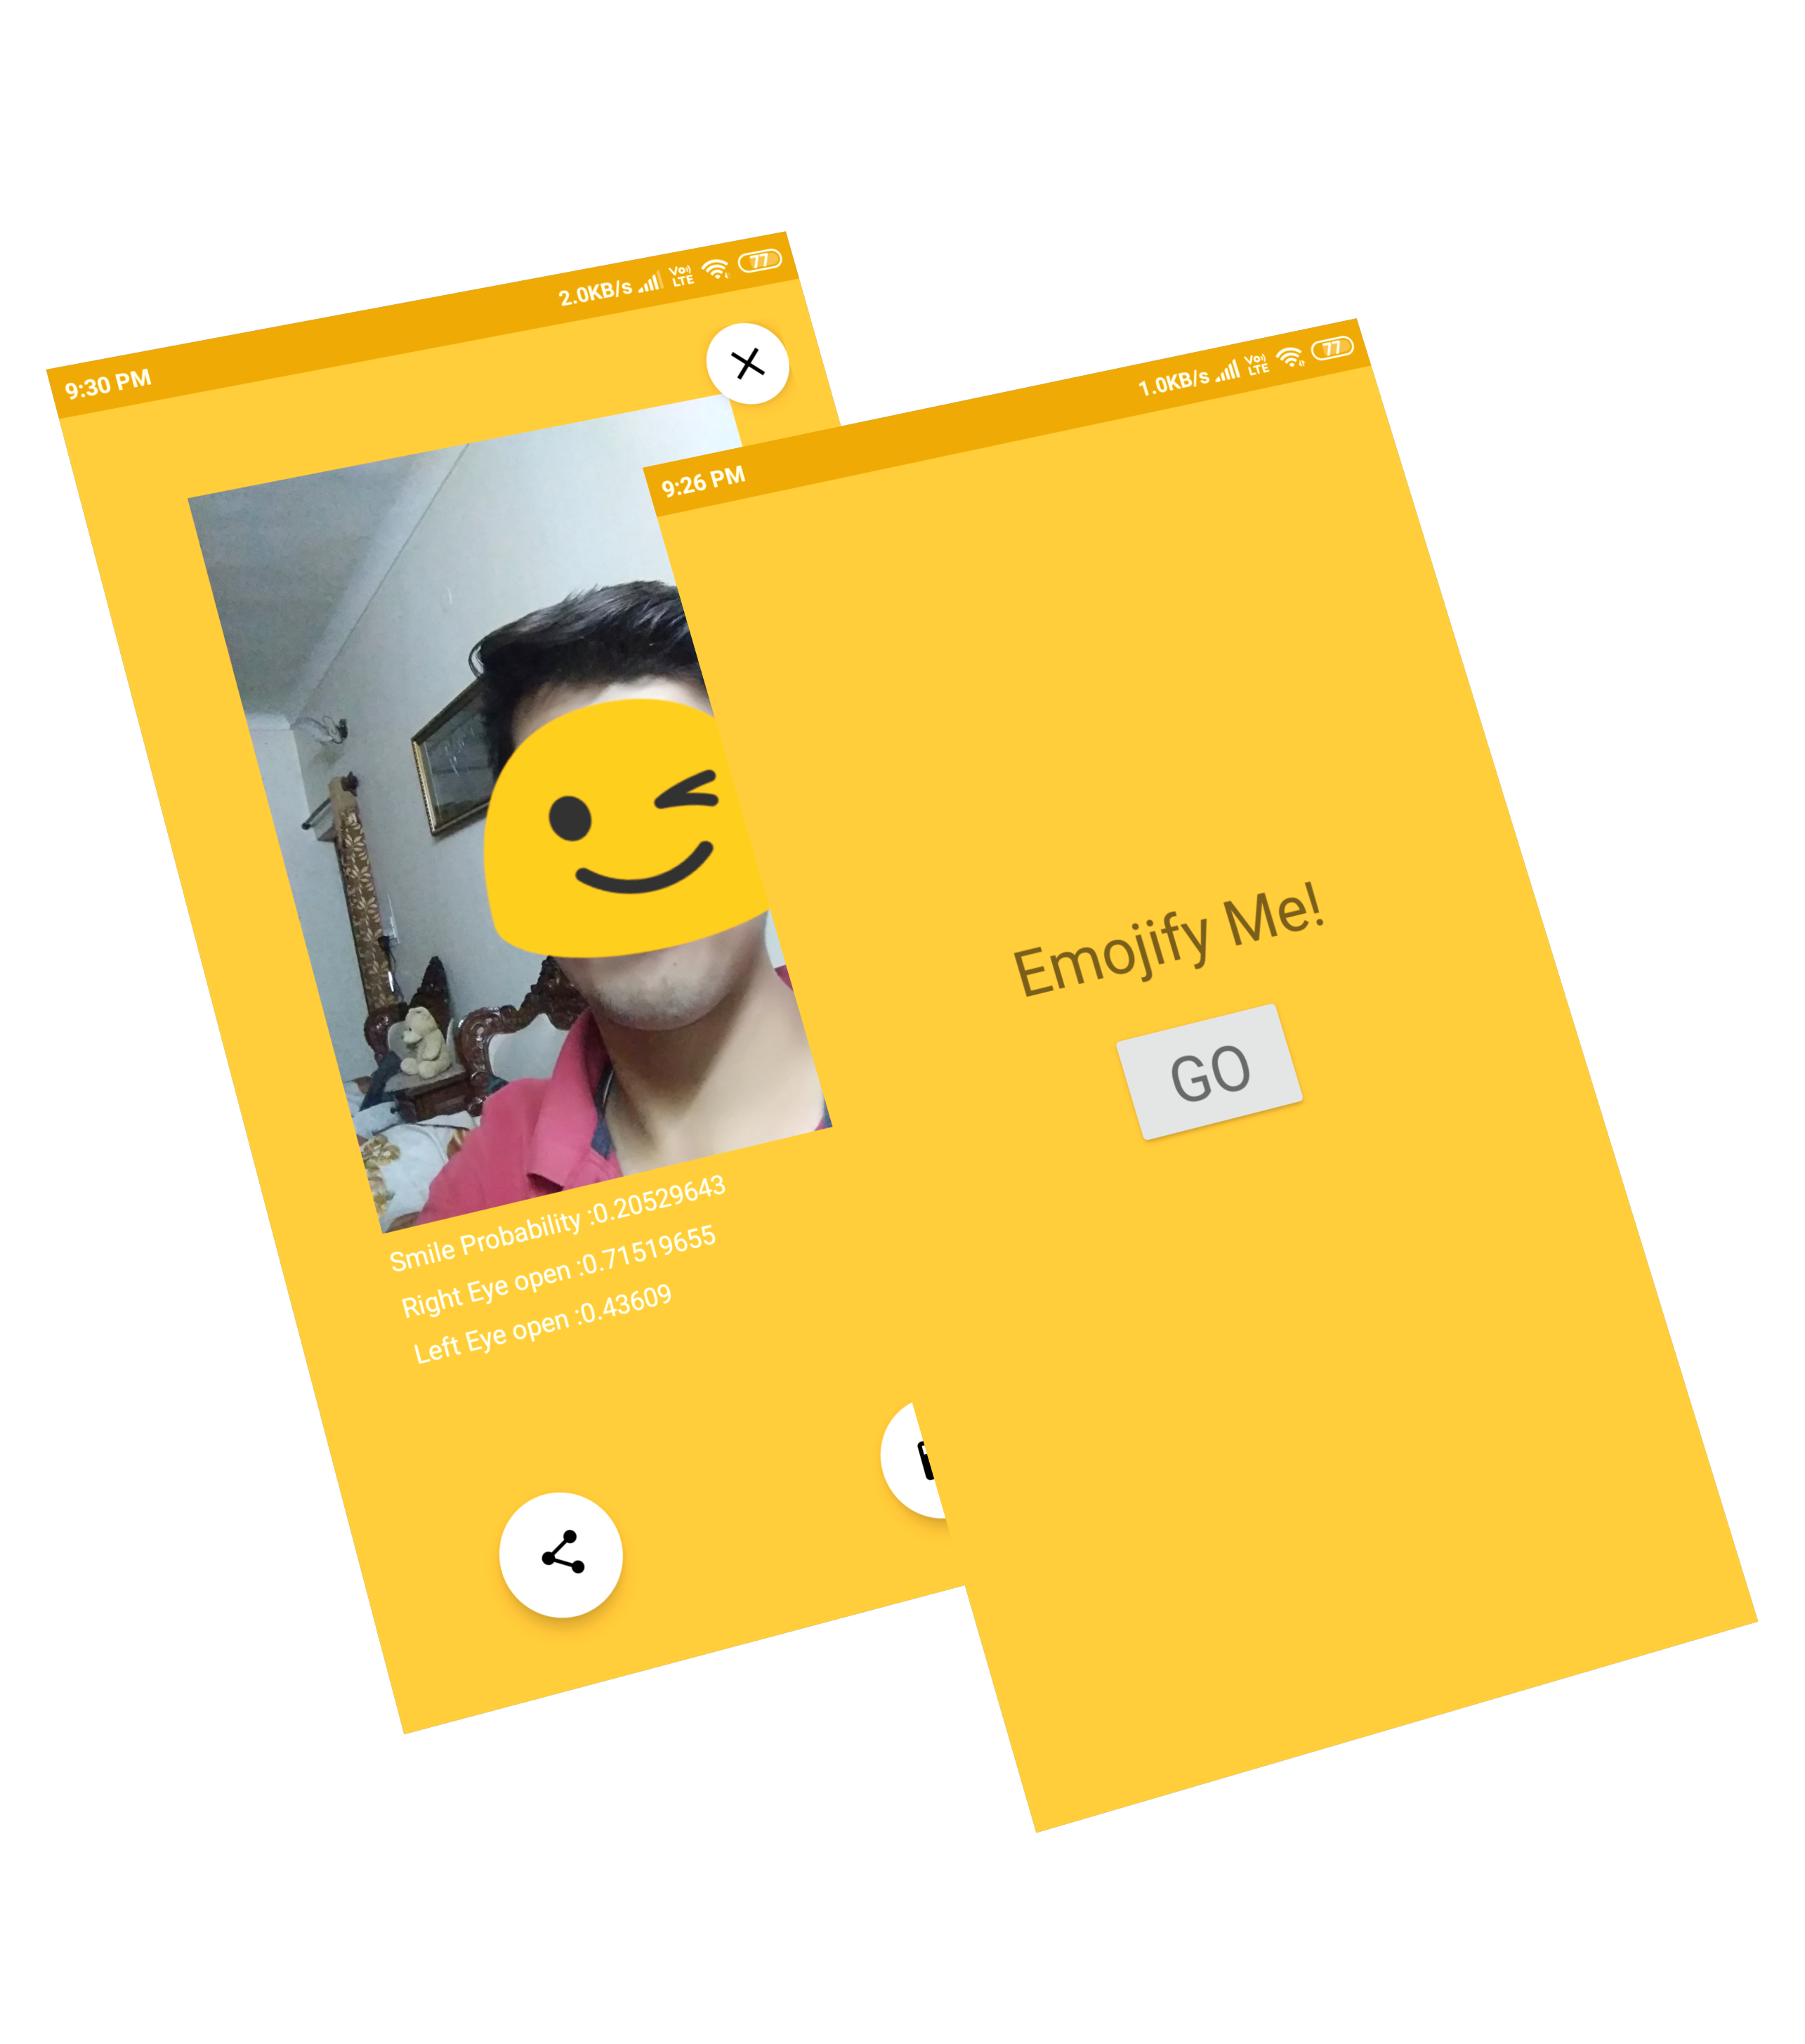 9:30 PM
2.0KB/s
Vo))
LTE
77
Smile Probability :0.20529643
Right Eye open :0.71519655
Left Eye open :0.43609
9:26 PM
1.0KB/s
Vo))
LTE
77
Emojify Me!
GO